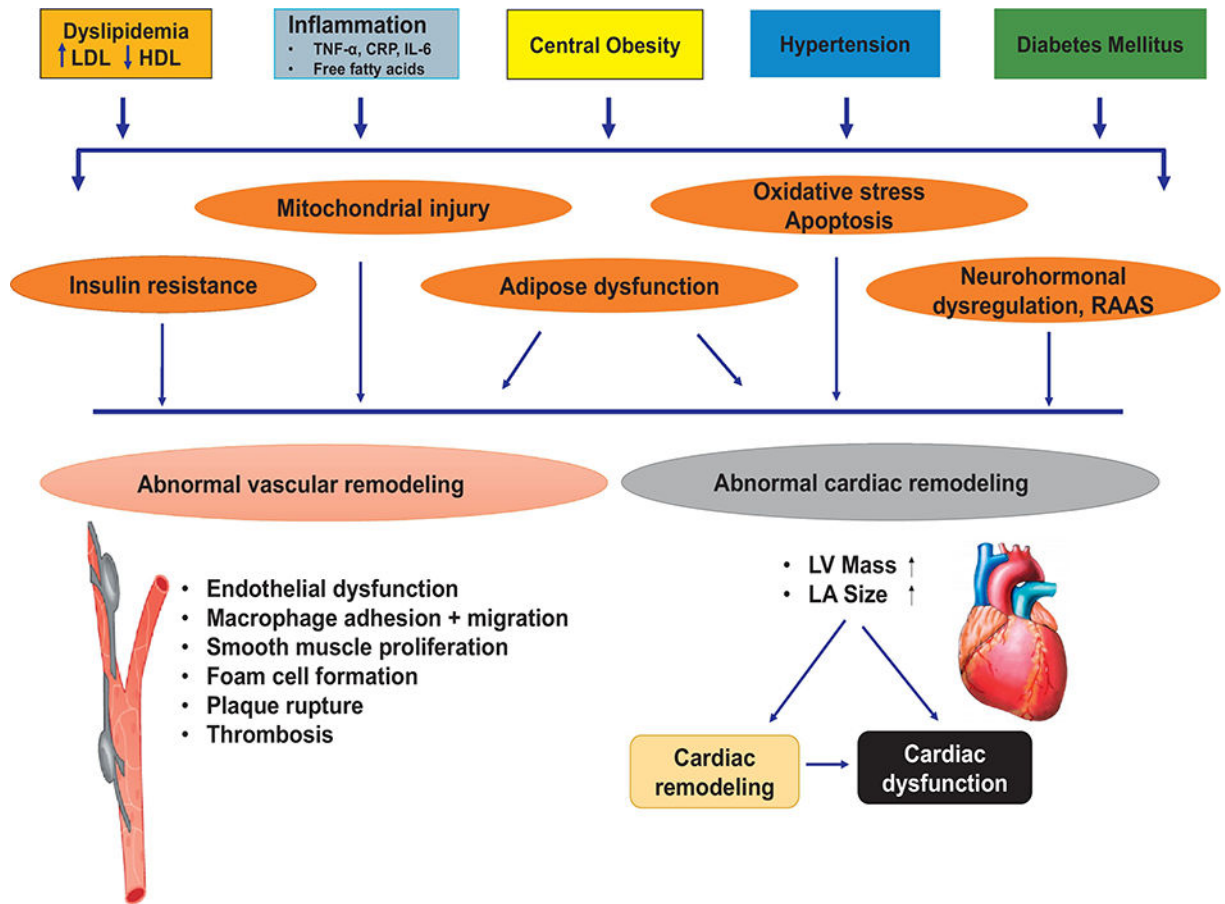 Dyslipidemia
↑LDL ↓HDL
Inflammation
• TNF-α, CRP, IL-6
• Free fatty acids
Central Obesity
Hypertension
Diabetes Mellitus
Mitochondrial injury
Oxidative stress
Apoptosis
Insulin resistance
Adipose dysfunction
Neurohormonal
dysregulation, RAAS
Abnormal vascular remodeling
Abnormal cardiac remodeling
• Endothelial dysfunction
• Macrophage adhesion + migration
• Smooth muscle proliferation
• Foam cell formation
• Plaque rupture
• Thrombosis
• LV Mass ↑
• LA Size ↑
Cardiac
remodeling
Cardiac
dysfunction